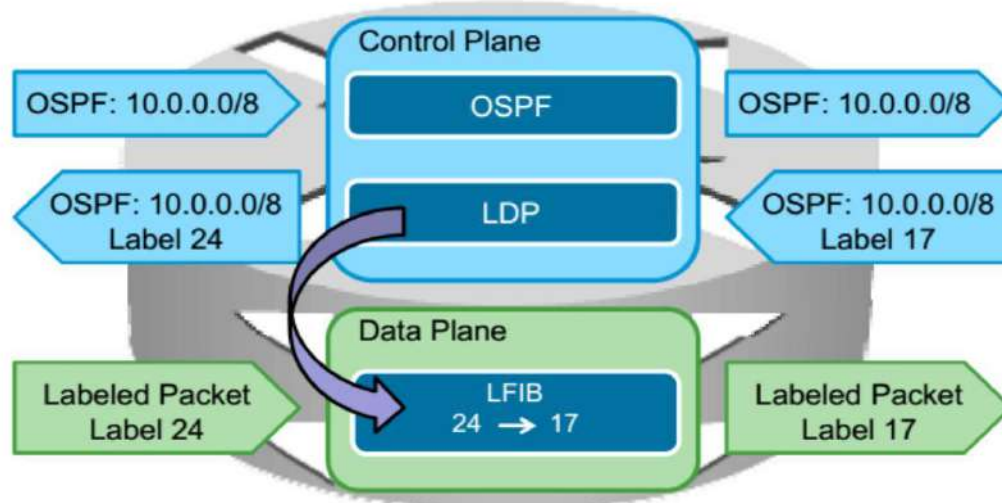 Control Plane
OSPF: 10.0.0.0/8
OSPF
OSPF: 10.0.0.0/8
OSPF: 10.0.0.0/8
Label 24
LDP
OSPF: 10.0.0.0/8
Label 17
Data Plane
Labeled Packet
Label 24
LFIB
24 → 17
Labeled Packet
Label 17